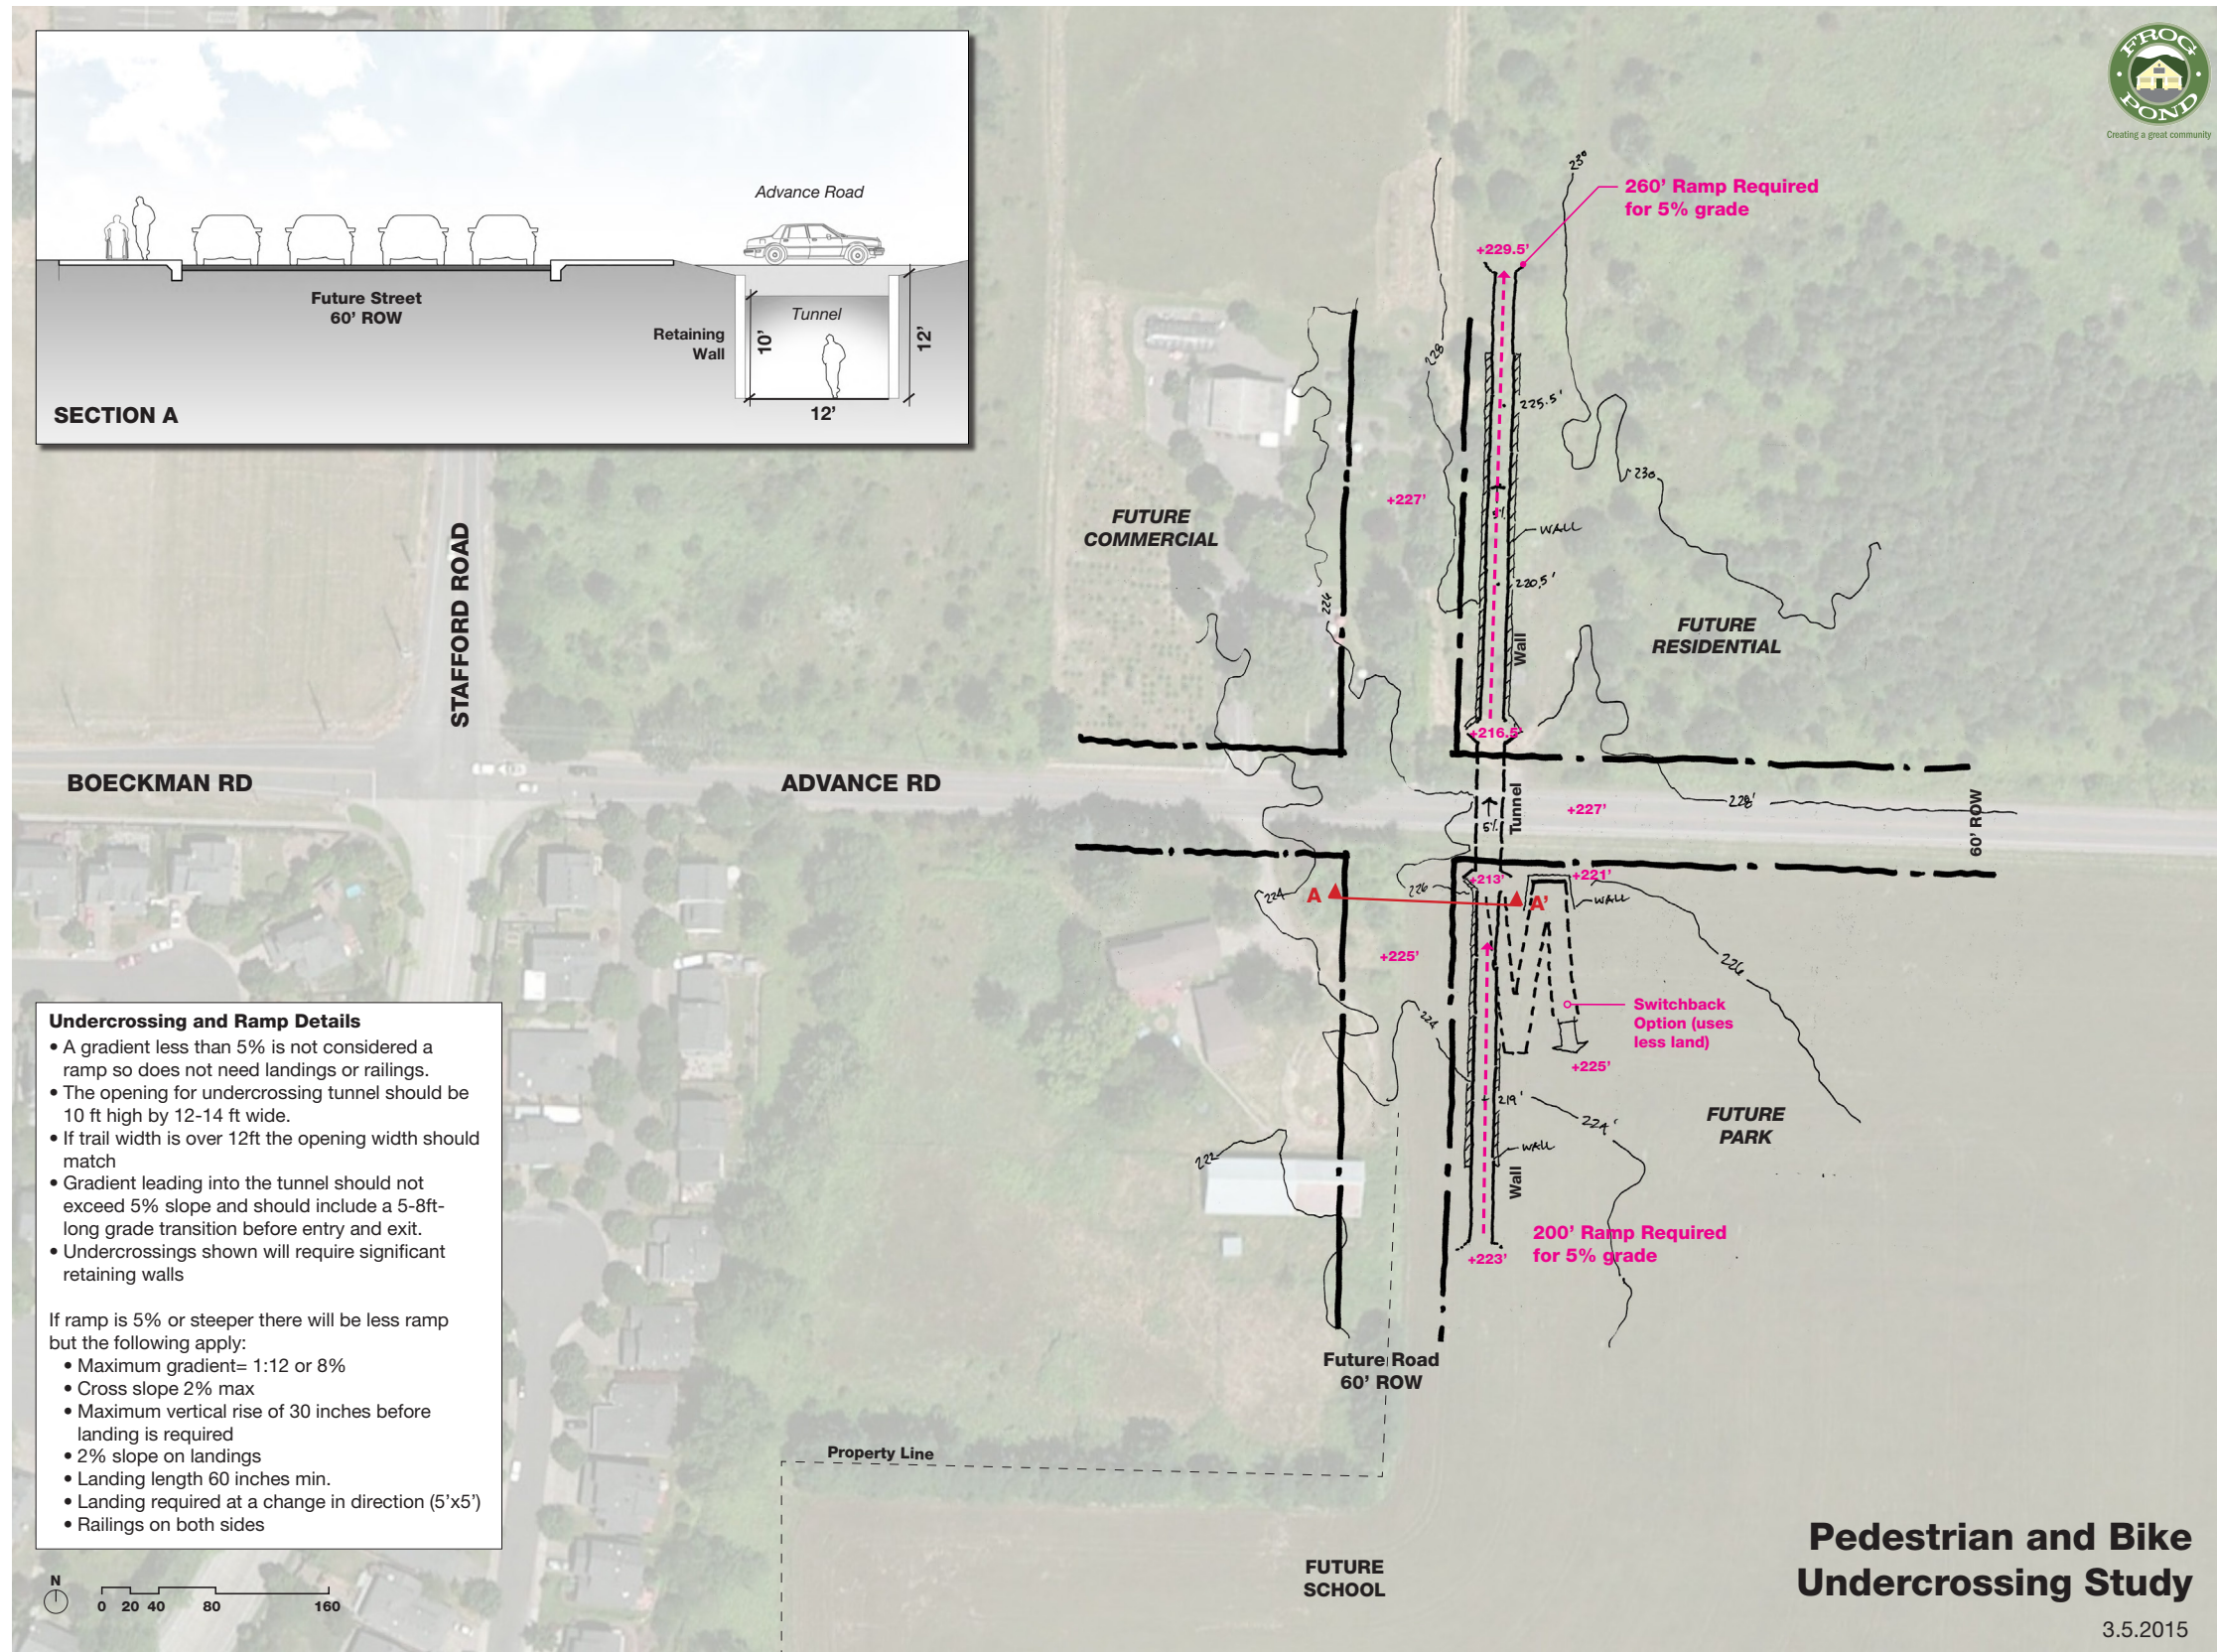 FROG
POND
Creating a great community
Advance Road
Future Street
60’ ROW
Tunnel
Retaining
Wall
10’
12’
12’
SECTION A
260’ Ramp Required
for 5% grade
230
+229.5’
228
225.5'
230
+227’
FUTURE
COMMERCIAL
5%
WALL
STAFFORD ROAD
220.5'
Wall
FUTURE
RESIDENTIAL
+216.5’
BOECKMAN RD
ADVANCE RD
Tunnel
5%
+227’
228'
60’ ROW
+213’
+221’
224
226
A
A’
WALL
+225’
226
224
Switchback
Option (uses
less land)
+225’
219'
224'
FUTURE
PARK
WALL
Wall
222
200’ Ramp Required
for 5% grade
+223’
Future Road
60’ ROW
Property Line
FUTURE
SCHOOL
Undercrossing and Ramp Details
• A gradient less than 5% is not considered a
ramp so does not need landings or railings.
• The opening for undercrossing tunnel should be
10 ft high by 12-14 ft wide.
• If trail width is over 12ft the opening width should
match
• Gradient leading into the tunnel should not
exceed 5% slope and should include a 5-8ft-
long grade transition before entry and exit.
• Undercrossings shown will require significant
retaining walls
If ramp is 5% or steeper there will be less ramp
but the following apply:
• Maximum gradient= 1:12 or 8%
• Cross slope 2% max
• Maximum vertical rise of 30 inches before
landing is required
• 2% slope on landings
• Landing length 60 inches min.
• Landing required at a change in direction (5’x5’)
• Railings on both sides
N
0 20 40 80 160
Pedestrian and Bike
Undercrossing Study
3.5.2015